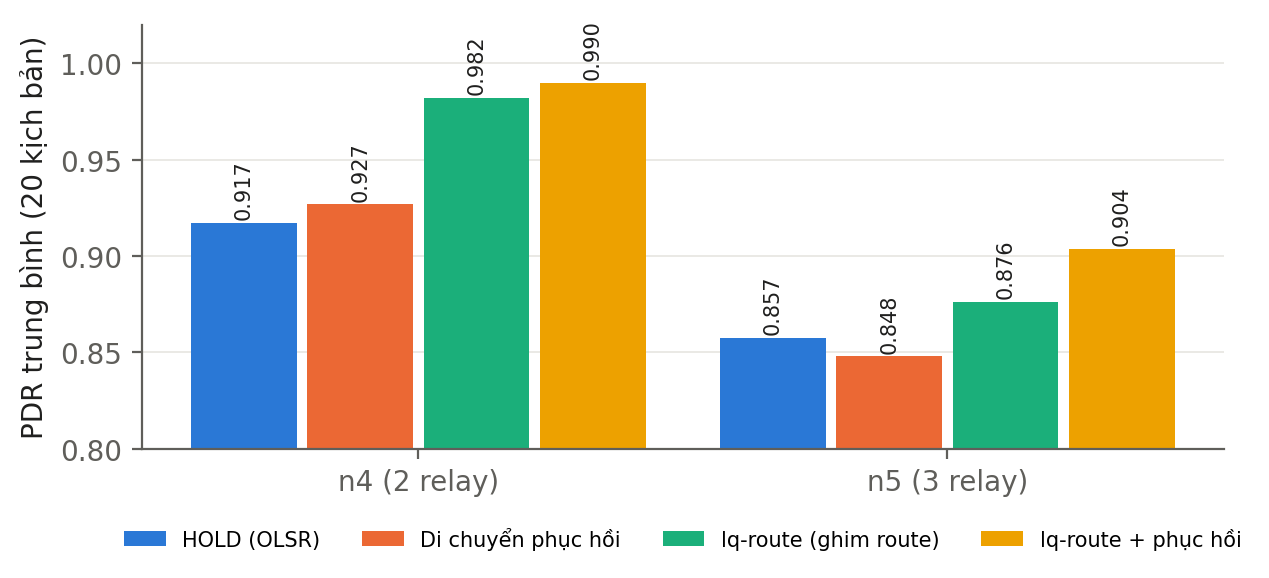 PDR trung bình (20 kịch bản)
1.00
0.95
0.90
0.85
0.80
0.917
0.927
0.982
0.990
0.857
0.848
0.876
0.904
n4 (2 relay)
n5 (3 relay)
HOLD (OLSR)
Di chuyển phục hồi
lq-route (ghim route)
lq-route + phục hồi